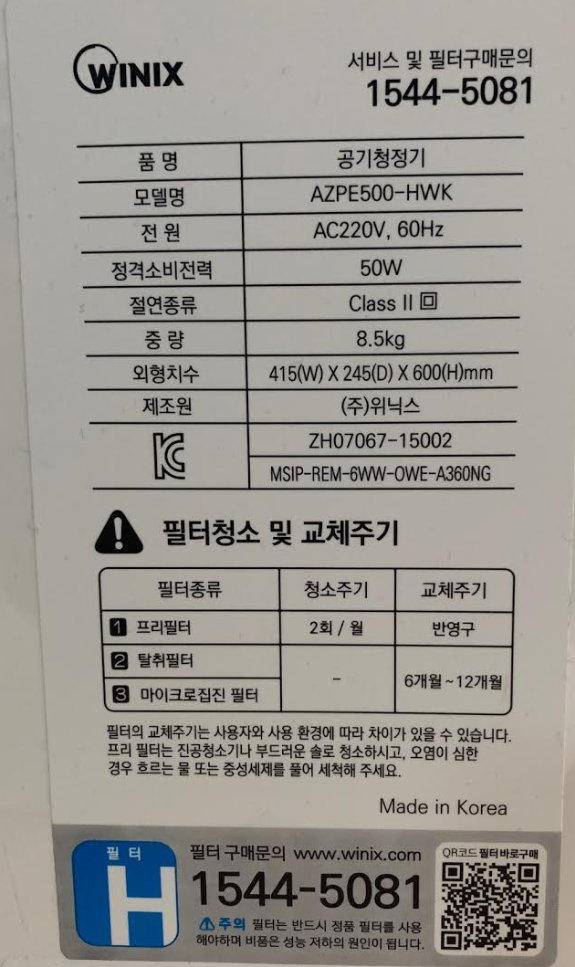 WINIX
서비스 및 필터구매문의
1544-5081
품 명 공기청정기
모델명 AZPE500-HWK
전 원 AC220V, 60Hz
정격소비전력 50W
절연종류 Class II
중 량 8.5kg
외형치수 415(W) X 245(D) X 600(H)mm
제조원 (주)위닉스
ZH07067-15002
MSIP-REM-6WW-OWE-A360NG
필터청소 및 교체주기
필터종류 청소주기 교체주기
1 프리필터 2회 / 월 반영구
2 탈취필터
3 마이크로집진 필터 - 6개월 ~ 12개월
필터의 교체주기는 사용자와 사용 환경에 따라 차이가 있을 수 있습니다.
프리 필터는 진공청소기나 부드러운 솔로 청소하시고, 오염이 심한
경우 흐르는 물 또는 중성세제를 풀어 세척해 주세요.
Made in Korea
필 터
H
필터 구매문의 www.winix.com
1544-5081
주의 필터는 반드시 정품 필터를 사용
해야하며 비품은 성능 저하의 원인이 됩니다.
QR코드 필터바로구매